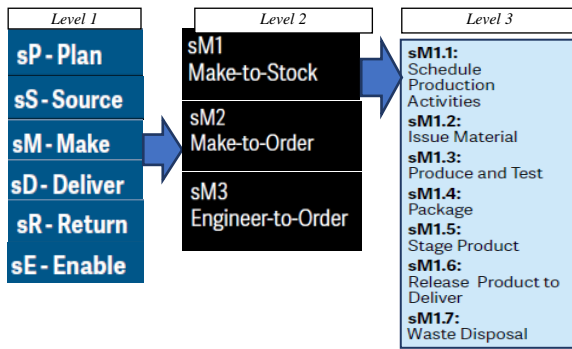 Level 1
sP - Plan
sS - Source
sM - Make
sD - Deliver
sR - Return
sE - Enable
Level 2
sM1
Make-to-Stock
sM2
Make-to-Order
sM3
Engineer-to-Order
Level 3
sM1.1:
Schedule
Production
Activities
sM1.2:
Issue Material
sM1.3:
Produce and Test
sM1.4:
Package
sM1.5:
Stage Product
sM1.6:
Release Product to
Deliver
sM1.7:
Waste Disposal